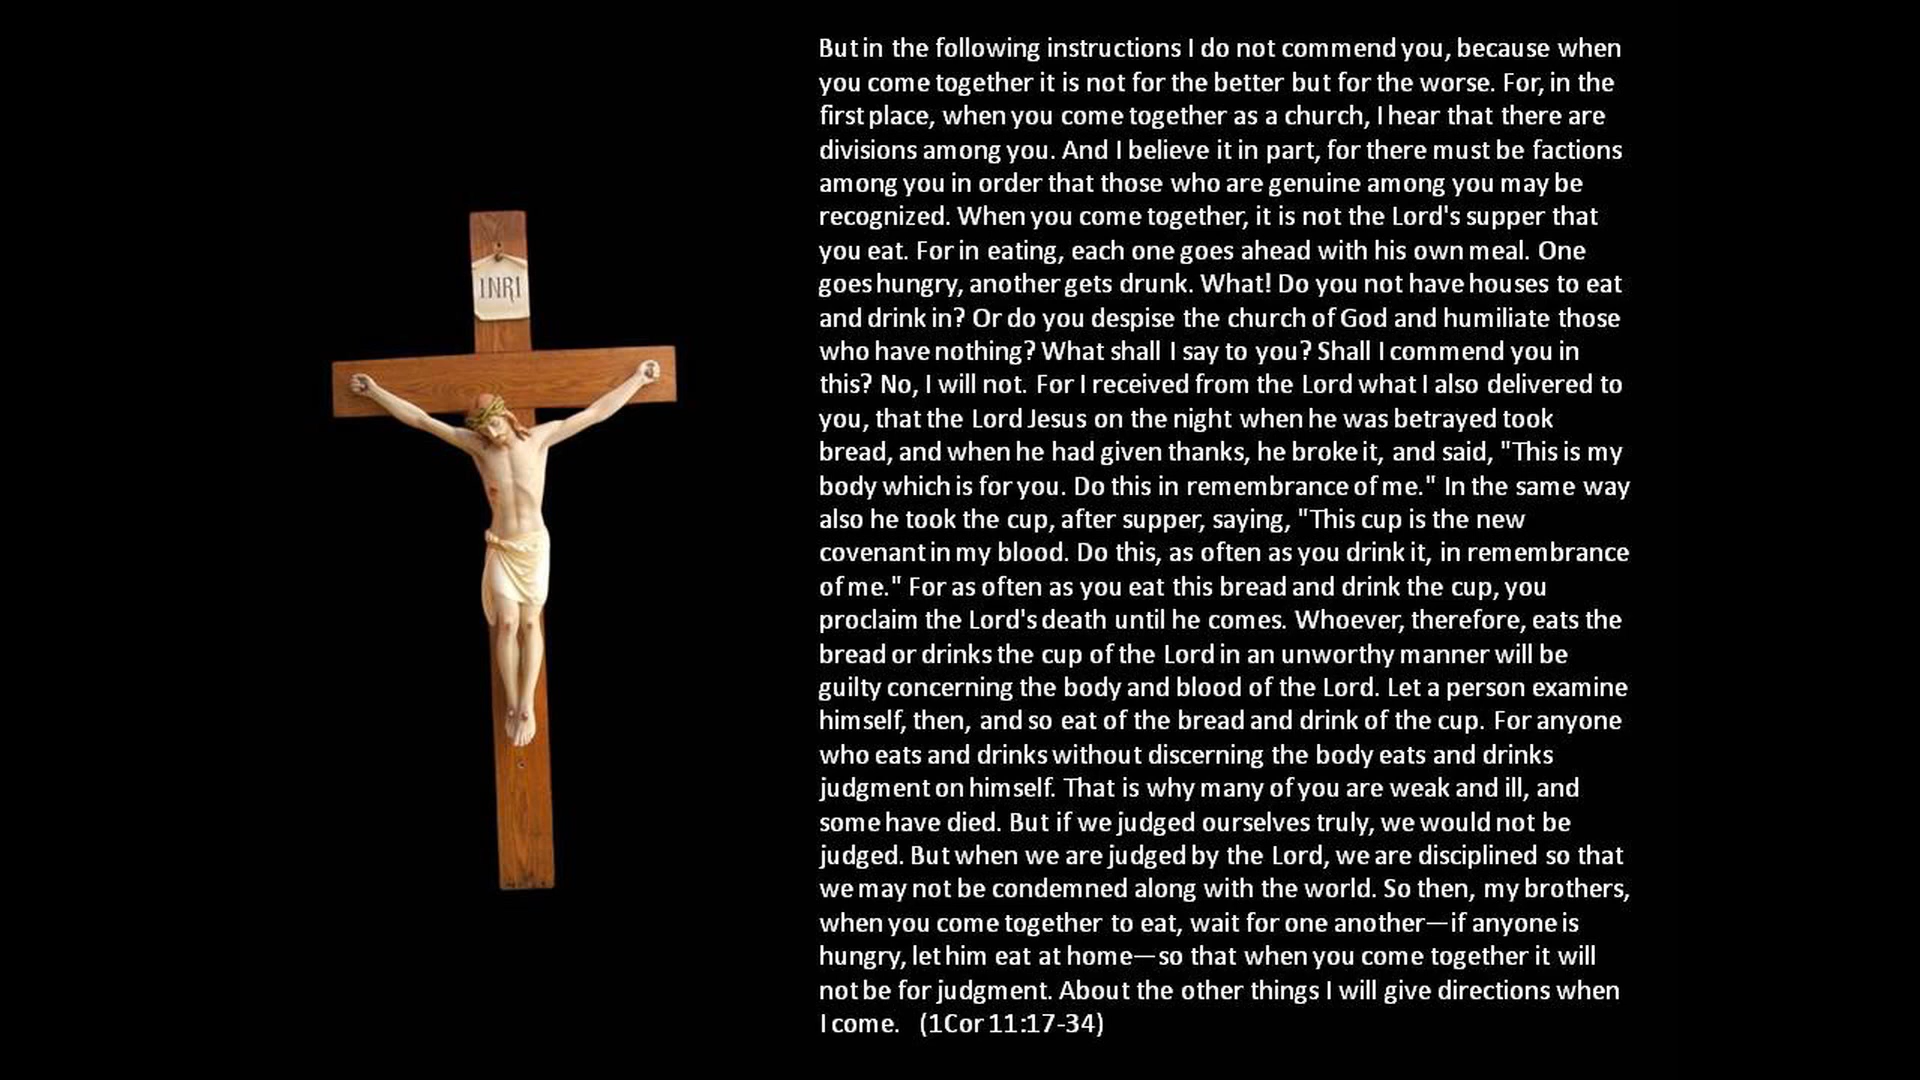 INRI
But in the following instructions I do not commend you, because when
you come together it is not for the better but for the worse. For, in the
first place, when you come together as a church, I hear that there are
divisions among you. And I believe it in part, for there must be factions
among you in order that those who are genuine among you may be
recognized. When you come together, it is not the Lord's supper that
you eat. For in eating, each one goes ahead with his own meal. One
goes hungry, another gets drunk. What! Do you not have houses to eat
and drink in? Or do you despise the church of God and humiliate those
who have nothing? What shall I say to you? Shall I commend you in
this? No, I will not. For I received from the Lord what I also delivered to
you, that the Lord Jesus on the night when he was betrayed took
bread, and when he had given thanks, he broke it, and said, "This is my
body which is for you. Do this in remembrance of me." In the same way
also he took the cup, after supper, saying, "This cup is the new
covenant in my blood. Do this, as often as you drink it, in remembrance
of me." For as often as you eat this bread and drink the cup, you
proclaim the Lord's death until he comes. Whoever, therefore, eats the
bread or drinks the cup of the Lord in an unworthy manner will be
guilty concerning the body and blood of the Lord. Let a person examine
himself, then, and so eat of the bread and drink of the cup. For anyone
who eats and drinks without discerning the body eats and drinks
judgment on himself. That is why many of you are weak and ill, and
some have died. But if we judged ourselves truly, we would not be
judged. But when we are judged by the Lord, we are disciplined so that
we may not be condemned along with the world. So then, my brothers,
when you come together to eat, wait for one another—if anyone is
hungry, let him eat at home—so that when you come together it will
not be for judgment. About the other things I will give directions when
I come. (1Cor 11:17-34)